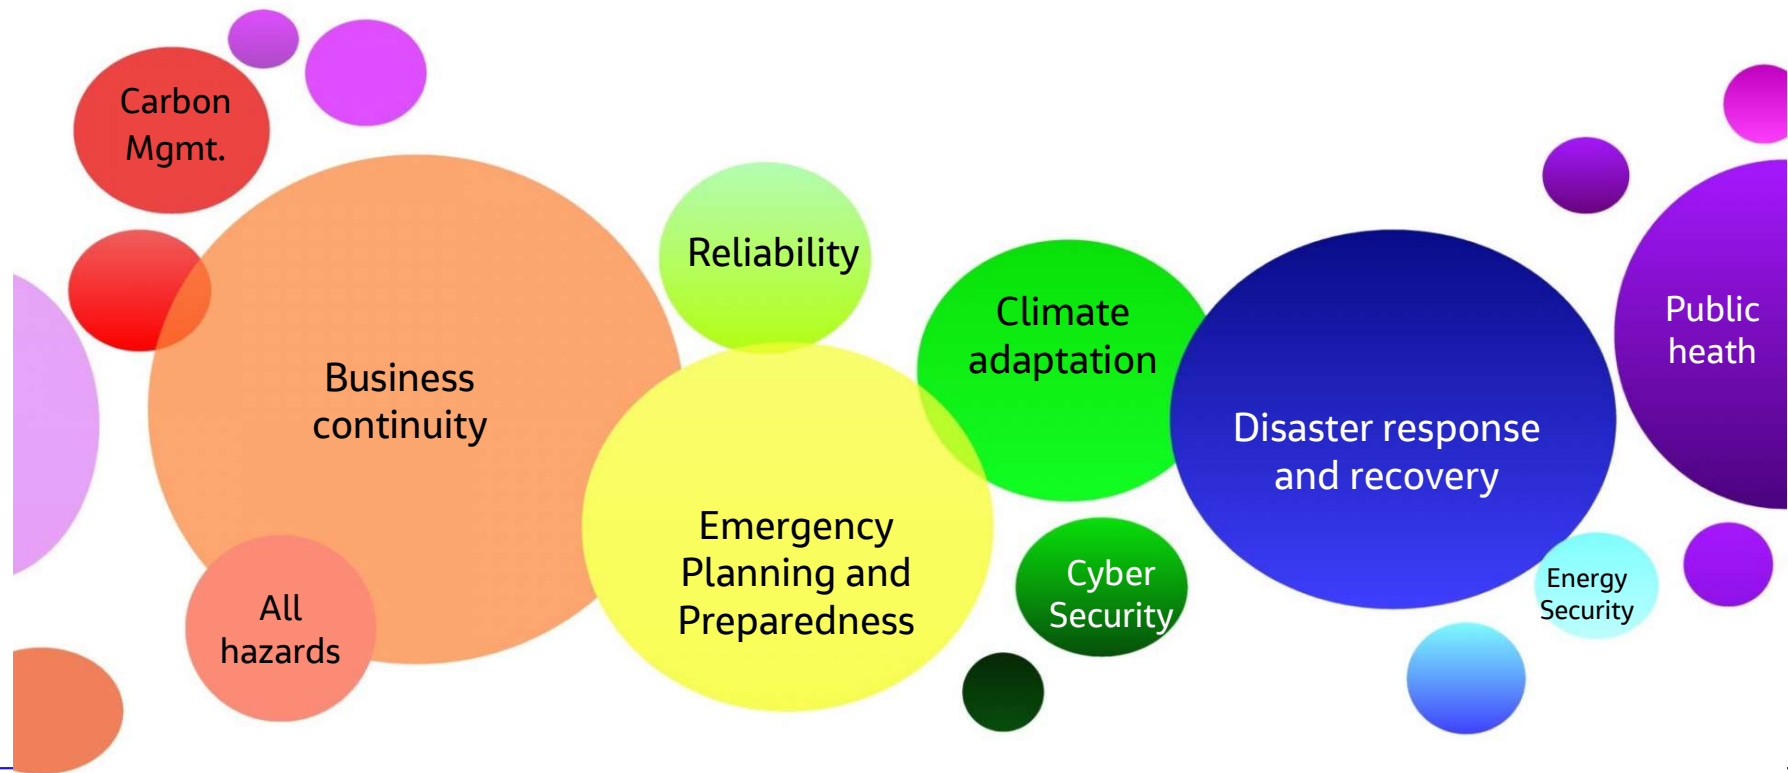 Carbon
Mgmt.
Reliability
Climate
adaptation
Public
heath
Business
continuity
Disaster response
and recovery
Emergency
Planning and
Preparedness
Cyber
Security
Energy
Security
All
hazards